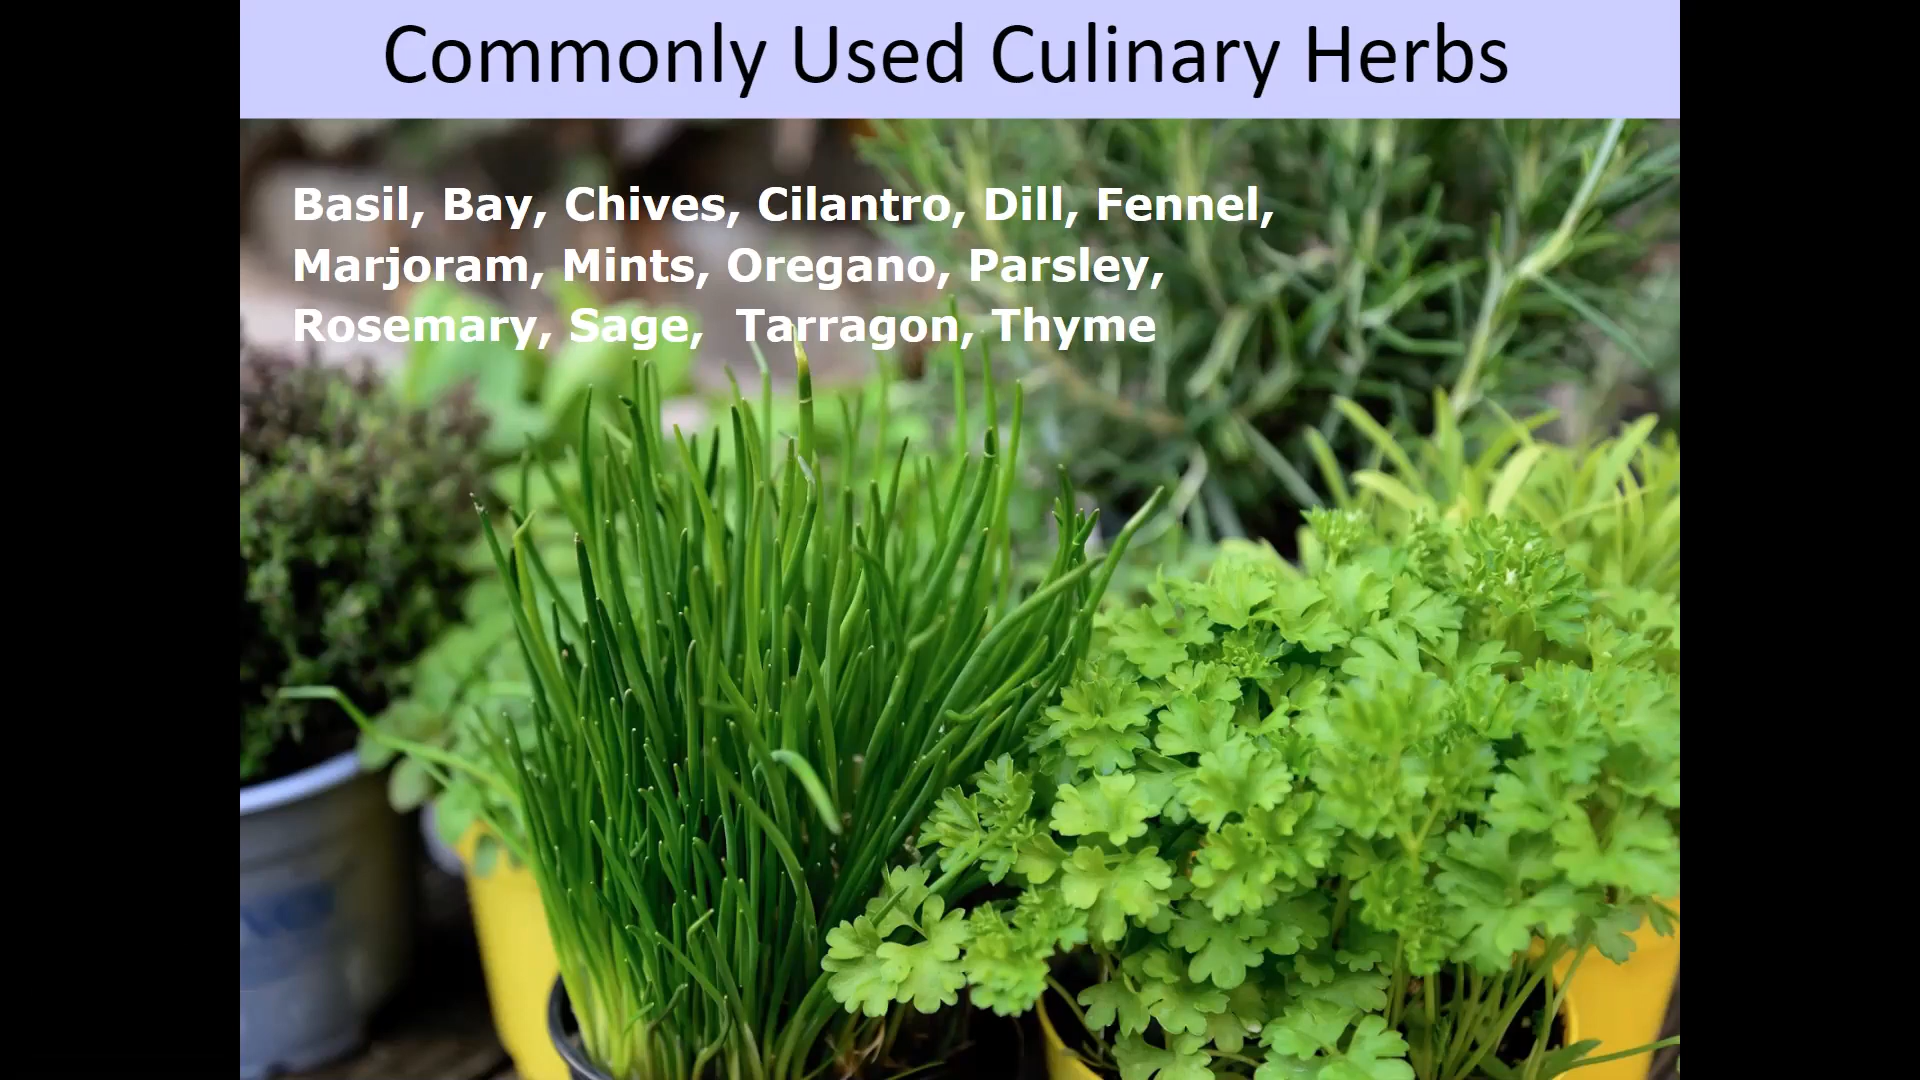 Commonly Used Culinary Herbs
Basil, Bay, Chives, Cilantro, Dill, Fennel,
Marjoram, Mints, Oregano, Parsley,
Rosemary, Sage,  Tarragon, Thyme